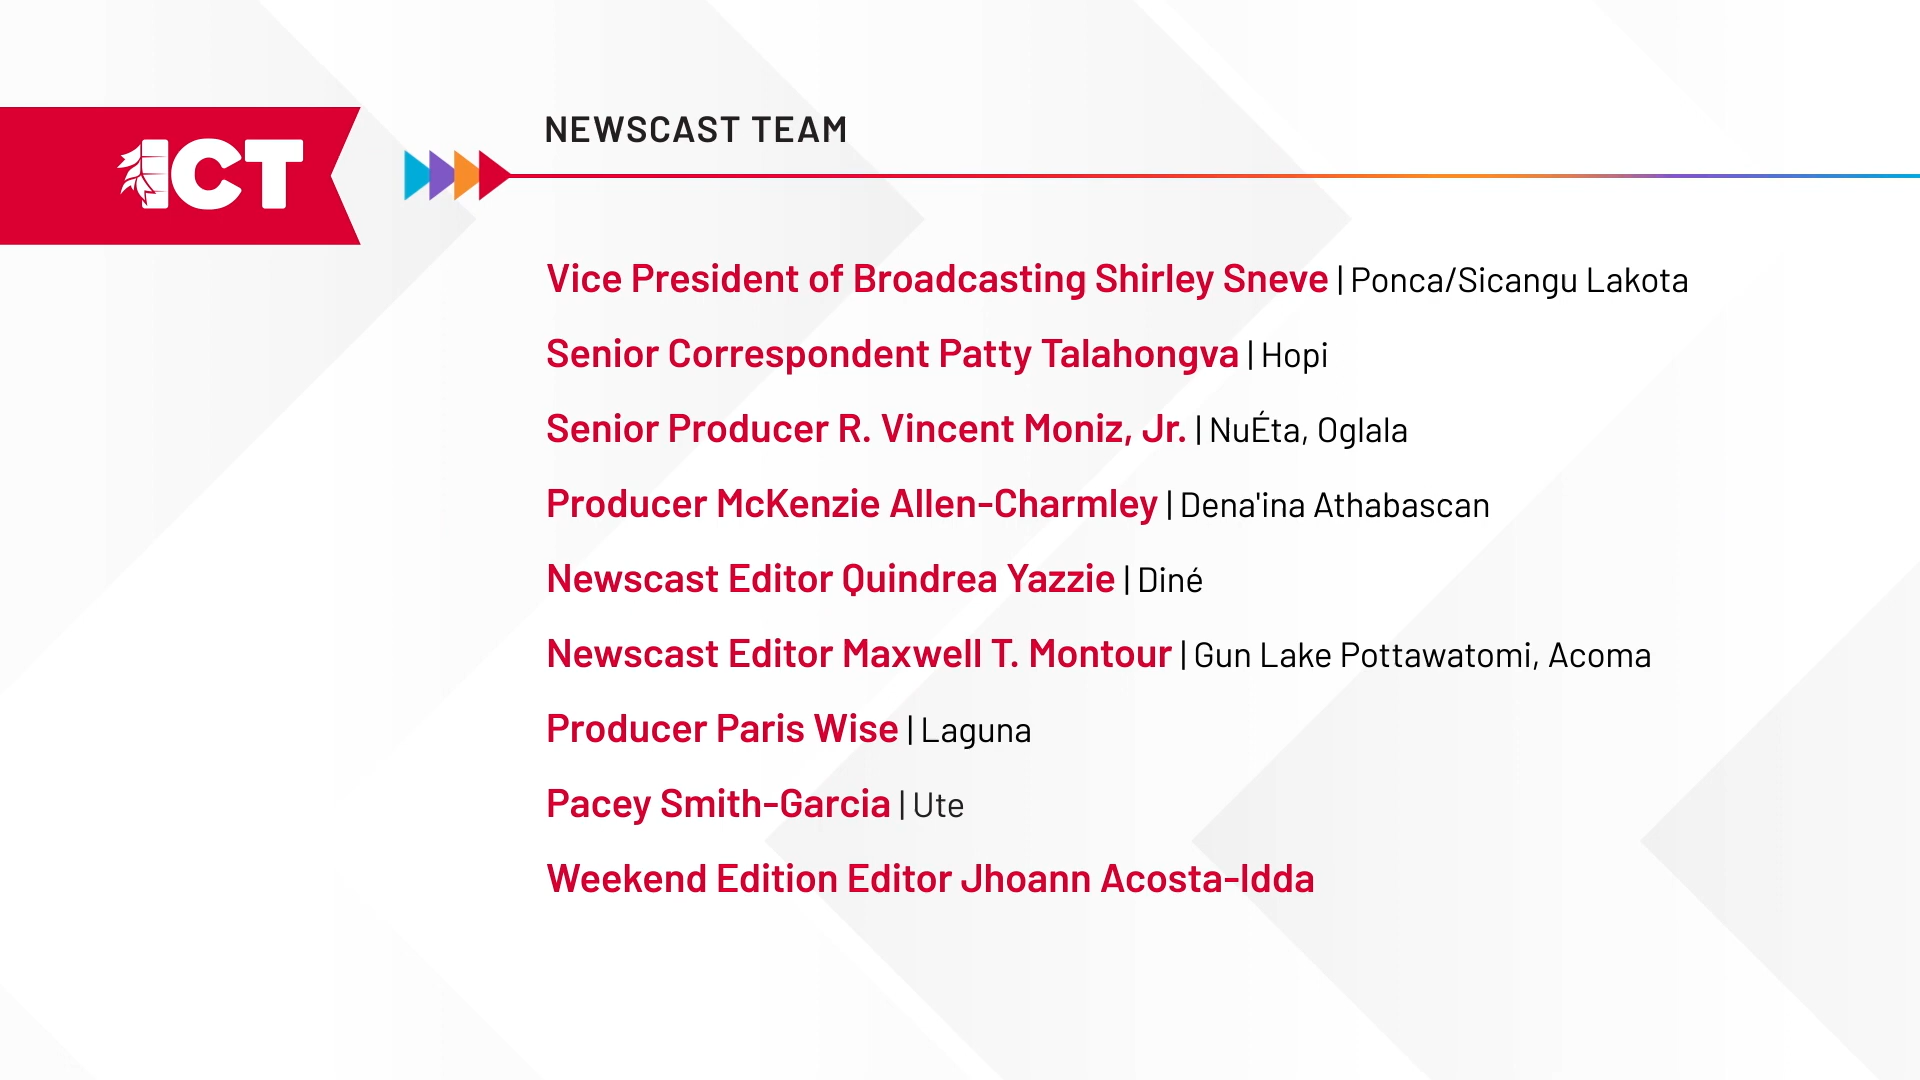 ICT
NEWSCAST TEAM
Vice President of Broadcasting Shirley Sneve | Ponca/Sicangu Lakota
Senior Correspondent Patty Talahongva | Hopi
Senior Producer R. Vincent Moniz, Jr. | NuÉta, Oglala
Producer McKenzie Allen-Charmley | Dena'ina Athabascan
Newscast Editor Quindrea Yazzie | Diné
Newscast Editor Maxwell T. Montour | Gun Lake Pottawatomi, Acoma
Producer Paris Wise | Laguna
Pacey Smith-Garcia | Ute
Weekend Edition Editor Jhoann Acosta-Idda